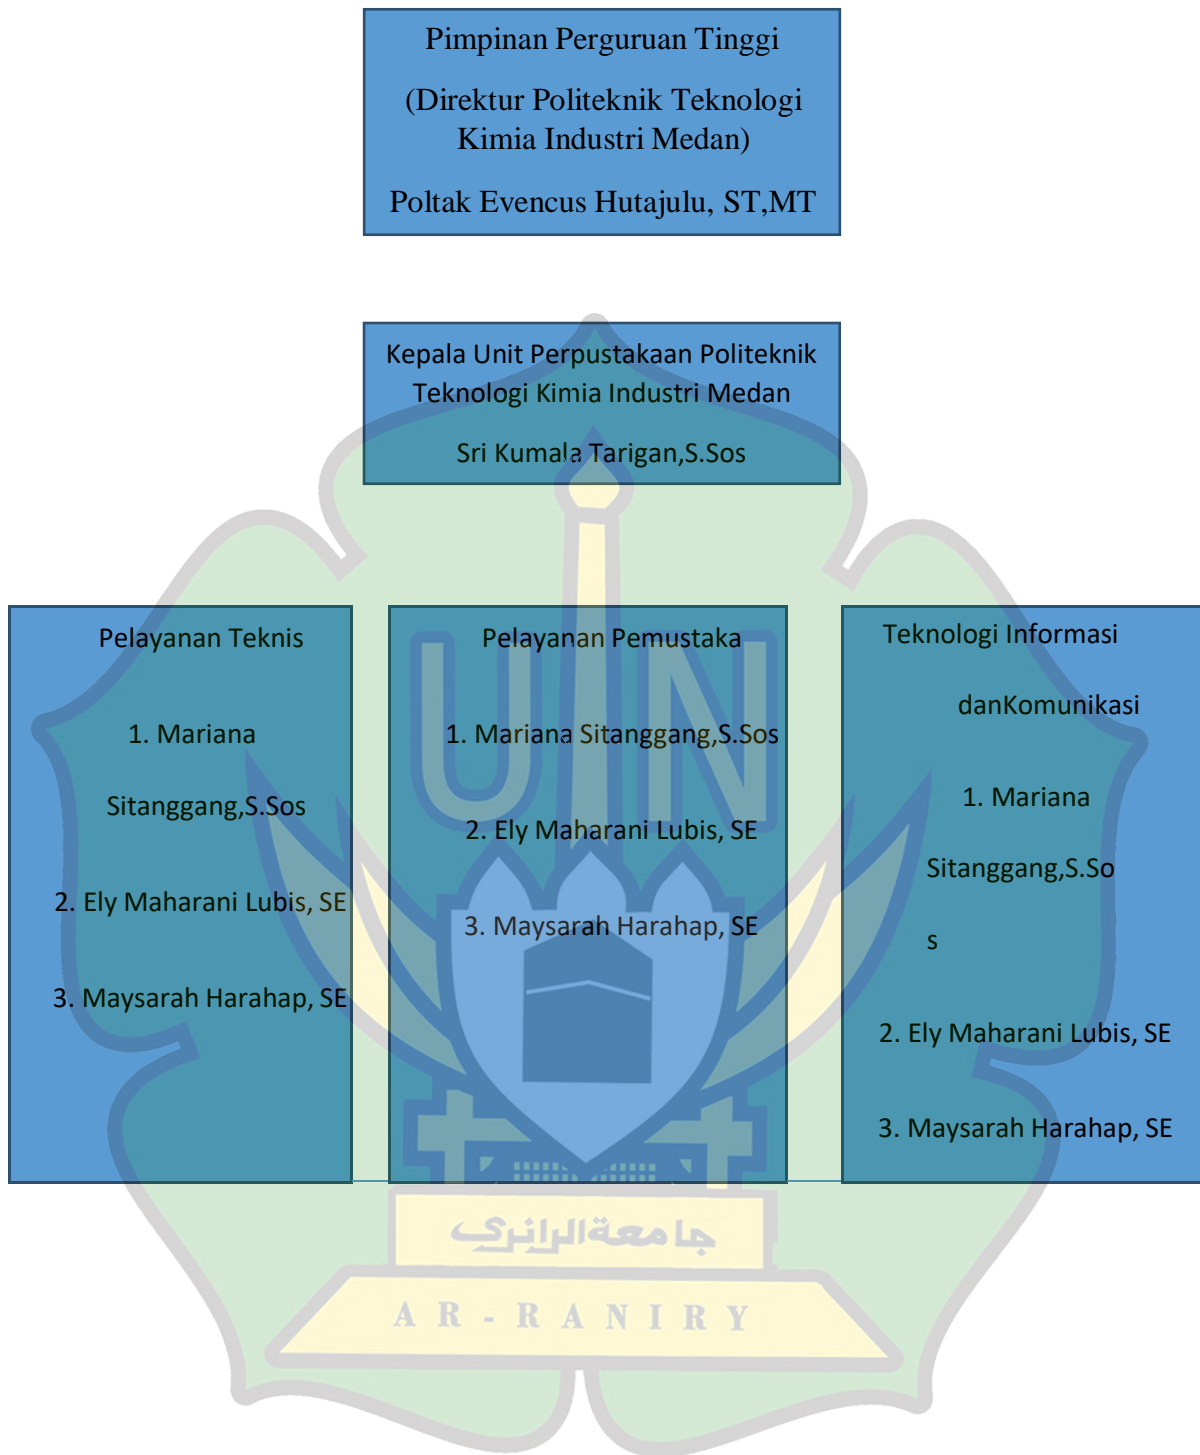 Pimpinan Perguruan Tinggi
(Direktur Politeknik Teknologi
Kimia Industri Medan)
Poltak Evencus Hutajulu, ST,MT
Kepala Unit Perpustakaan Politeknik
Teknologi Kimia Industri Medan
Sri Kumala Tarigan,S.Sos
Pelayanan Teknis
1. Mariana
Sitanggang,S.Sos
2. Ely Maharani Lubis, SE
3. Maysarah Harahap, SE
Pelayanan Pemustaka
1. Mariana Sitanggang,S.Sos
2. Ely Maharani Lubis, SE
3. Maysarah Harahap, SE
Teknologi Informasi
danKomunikasi
1. Mariana
Sitanggang,S.So
s
2. Ely Maharani Lubis, SE
3. Maysarah Harahap, SE
UIN
جامعة الرانري
AR-RANIRY